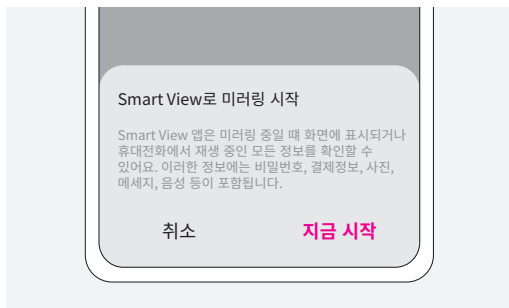 Smart View로 미러링 시작
Smart View 앱은 미러링 중일 떄 화면에 표시되거나
휴대전화에서 재생 중인 모든 정보를 확인할 수
있어요. 이러한 정보에는 비밀번호, 결제정보, 사진,
메세지, 음성 등이 포함됩니다.
취소
지금 시작